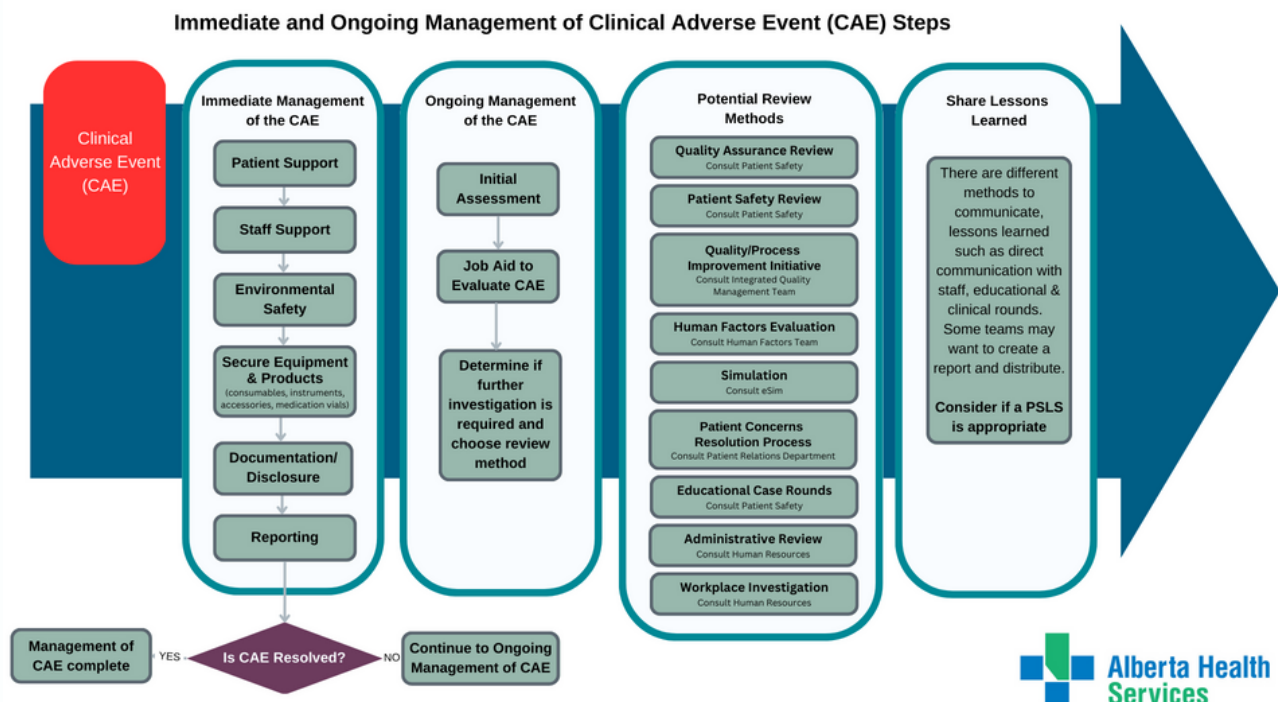 Immediate and Ongoing Management of Clinical Adverse Event (CAE) Steps
Clinical
Adverse Event
(CAE)
Immediate Management
of the CAE
Patient Support
Staff Support
Environmental
Safety
Secure Equipment
& Products
(consumables, instruments,
accessories, medication vials)
Documentation/
Disclosure
Reporting
Is CAE Resolved?
YES
Management of
CAE complete
NO
Continue to Ongoing
Management of CAE
Ongoing Management
of the CAE
Initial
Assessment
Job Aid to
Evaluate CAE
Determine if
further
investigation is
required and
choose review
method
Potential Review
Methods
Quality Assurance Review
Consult Patient Safety
Patient Safety Review
Consult Patient Safety
Quality/Process
Improvement Initiative
Consult Integrated Quality
Management Team
Human Factors Evaluation
Consult Human Factors Team
Simulation
Consult eSim
Patient Concerns
Resolution Process
Consult Patient Relations Department
Educational Case Rounds
Consult Patient Safety
Administrative Review
Consult Human Resources
Workplace Investigation
Consult Human Resources
Share Lessons
Learned
There are different
methods to
communicate,
lessons learned
such as direct
communication with
staff, educational &
clinical rounds.
Some teams may
want to create a
report and distribute.
Consider if a PSLS
is appropriate
Alberta Health
Services